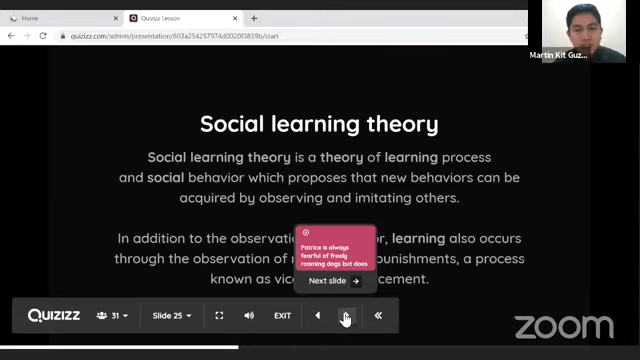 Home
Quizizz Lesson
quizizz.com/admin/presentation/603a254257974d0020f3839b/start
Martin Kit Guz...
Social learning theory
Social learning theory is a theory of learning process
and social behavior which proposes that new behaviors can be
acquired by observing and imitating others.
In addition to the observati
or, learning also occurs
through the observation of
punishments, a process
known as vic
cement.
Patrice is always
fearful of freely
roaming dogs but does
Next slide
Quizizz
31
Slide 25
EXIT
zoom